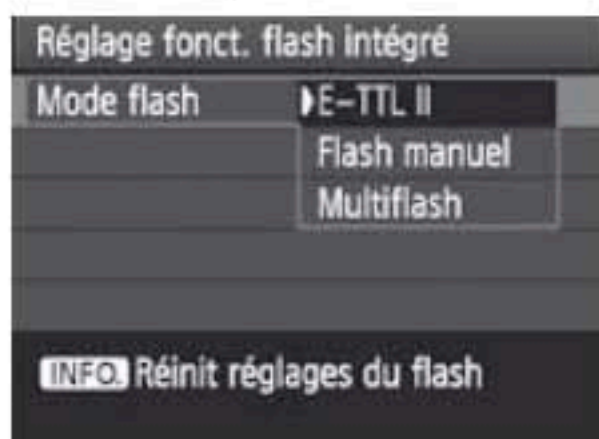 Réglage fonct. flash intégré
Mode flash E-TTL II
Flash manuel
Multiflash
INFO. Réinit réglages du flash